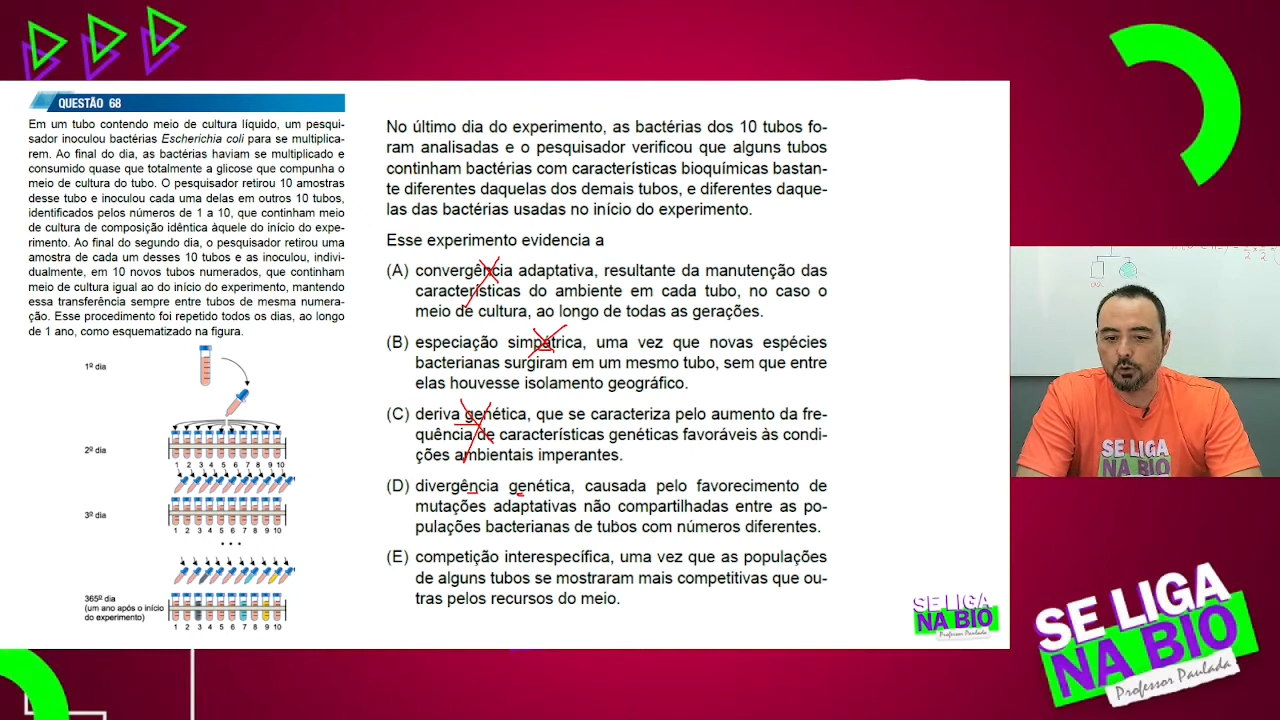 QUESTÃO 68
Em um tubo contendo meio de cultura líquido, um pesqui-
sador inoculou bactérias Escherichia coli para se multiplica-
rem. Ao final do dia, as bactérias haviam se multiplicado e
consumido quase que totalmente a glicose que compunha o
meio de cultura do tubo. O pesquisador retirou 10 amostras
desse tubo e inoculou cada uma delas em outros 10 tubos,
identificados pelos números de 1 a 10, que continham meio
de cultura de composição idêntica àquele do início do expe-
rimento. Ao final do segundo dia, o pesquisador retirou uma
amostra de cada um desses 10 tubos e as inoculou, indivi-
dualmente, em 10 novos tubos numerados, que continham
meio de cultura igual ao do início do experimento, mantendo
essa transferência sempre entre tubos de mesma numera-
ção. Esse procedimento foi repetido todos os dias, ao longo
de 1 ano, como esquematizado na figura.
1º dia
2º dia
1 2 3 4 5 6 7 8 9 10
3º dia
1 2 3 4 5 6 7 8 9 10
...
365º dia
(um ano após o início
do experimento)
1 2 3 4 5 6 7 8 9 10
No último dia do experimento, as bactérias dos 10 tubos fo-
ram analisadas e o pesquisador verificou que alguns tubos
continham bactérias com características bioquímicas bastan-
te diferentes daquelas dos demais tubos, e diferentes daque-
las das bactérias usadas no início do experimento.
Esse experimento evidencia a
(A) convergência adaptativa, resultante da manutenção das
características do ambiente em cada tubo, no caso o
meio de cultura, ao longo de todas as gerações.
(B) especiação simpátrica, uma vez que novas espécies
bacterianas surgiram em um mesmo tubo, sem que entre
elas houvesse isolamento geográfico.
(C) deriva genética, que se caracteriza pelo aumento da fre-
quência de características genéticas favoráveis às condi-
ções ambientais imperantes.
(D) divergência genética, causada pelo favorecimento de
mutações adaptativas não compartilhadas entre as po-
pulações bacterianas de tubos com números diferentes.
(E) competição interespecífica, uma vez que as populações
de alguns tubos se mostraram mais competitivas que ou-
tras pelos recursos do meio.
SE LIGA
NA BIO
Professor Paulada
aa
SE LIGA
NA BIO
SE LIGA
NA BIO
Professor Paulada